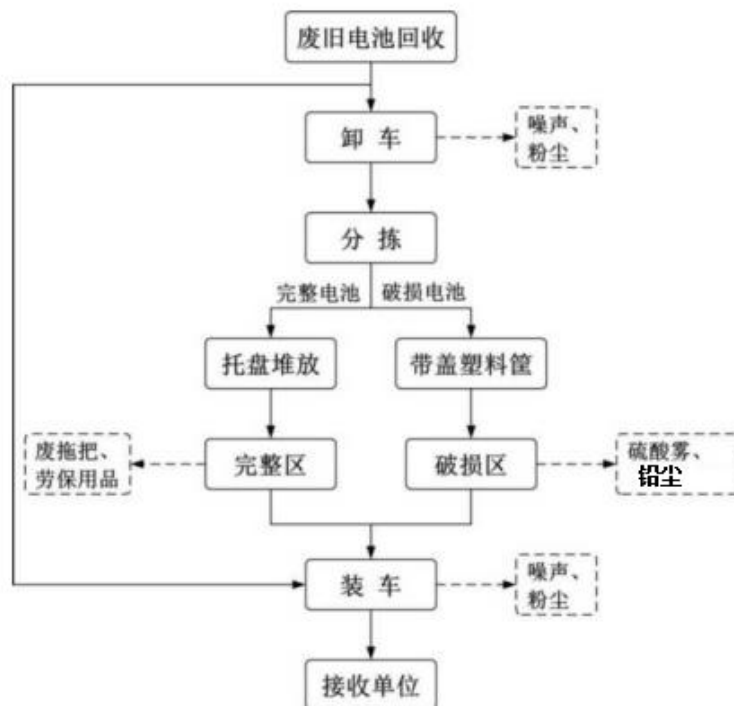 废旧电池回收
卸 车
噪声、
粉尘
分 拣
完整电池
破损电池
托盘堆放
带盖塑料筐
废拖把、
劳保用品
完整区
破损区
硫酸雾、
铅尘
装 车
噪声、
粉尘
接收单位